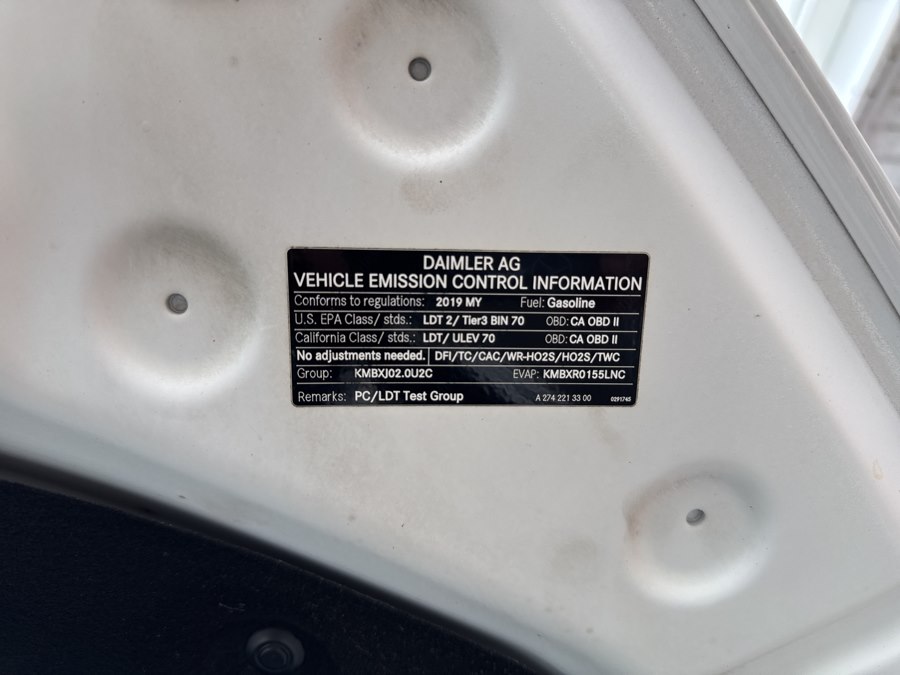 DAIMLER AG
VEHICLE EMISSION CONTROL INFORMATION
Conforms to regulations: 2019 MY Fuel: Gasoline
U.S. EPA Class/ stds.: LDT 2/ Tier3 BIN 70 OBD: CA OBD II
California Class/ stds.: LDT/ ULEV 70 OBD: CA OBD II
No adjustments needed. DFI/TC/CAC/WR-HO2S/HO2S/TWC
Group: KMBXJ02.0U2C EVAP: KMBXR0155LNC
Remarks: PC/LDT Test Group A 274 221 33 00 0291745